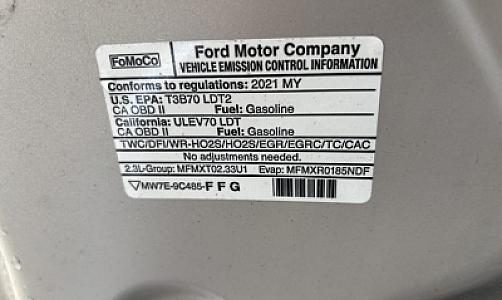 FoMoCo
Ford Motor Company
VEHICLE EMISSION CONTROL INFORMATION
Conforms to regulations: 2021 MY
U.S. EPA: T3B70 LDT2
CA OBD II Fuel: Gasoline
California: ULEV70 LDT
CA OBD II Fuel: Gasoline
TWC/DFI/WR-HO2S/HO2S/EGR/EGRC/TC/CAC
No adjustments needed.
2.3L-Group: MFMXT02.33U1 Evap: MFMXR0185NDF
MW7E-9C485-F F G